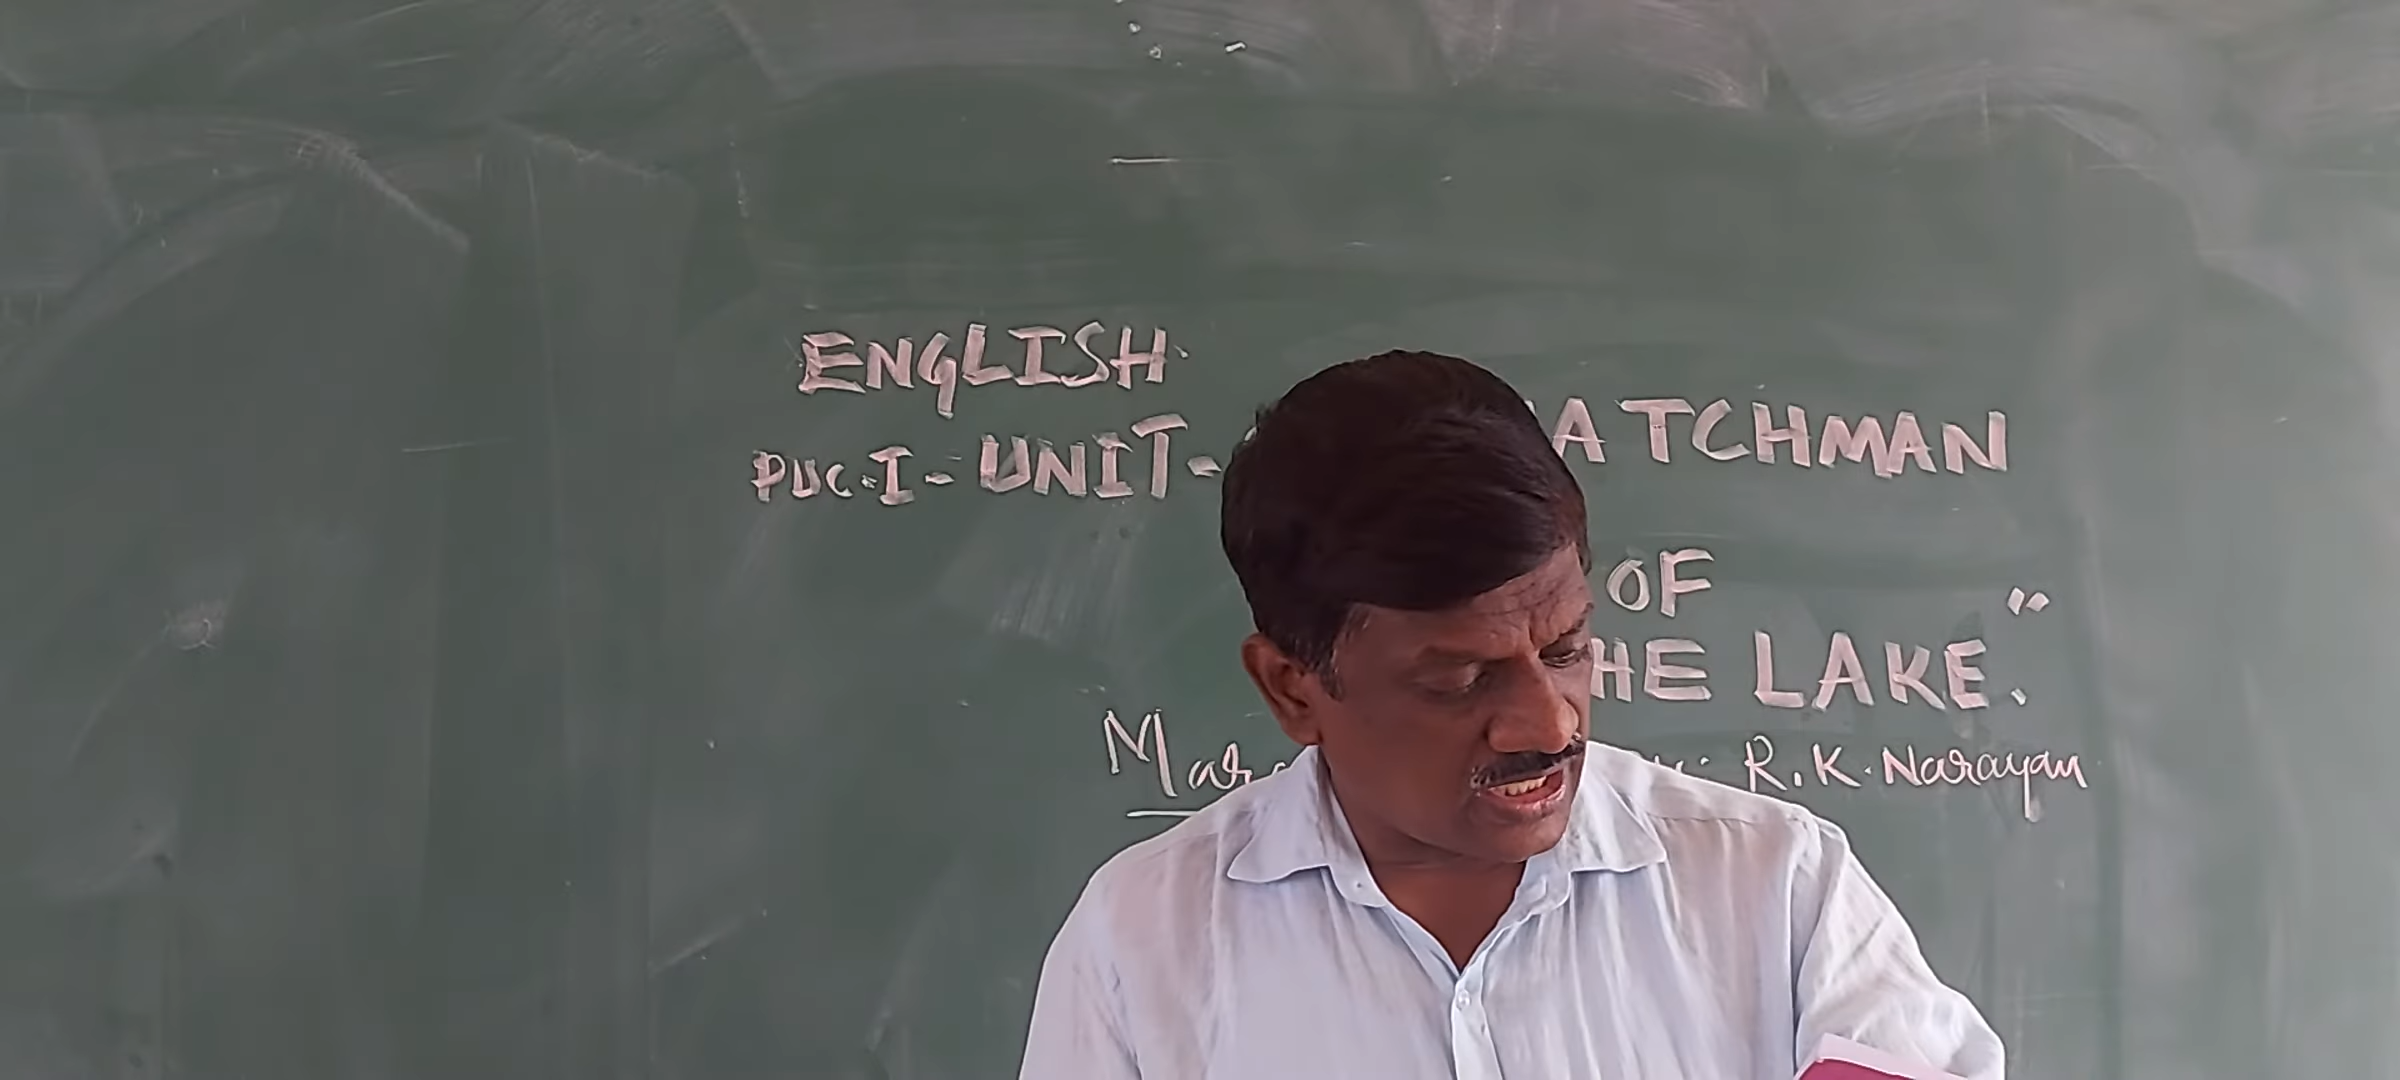 ENGLISH
PUC-I- UNIT- ATCHMAN
OF
HE LAKE."
R.K. Narayan